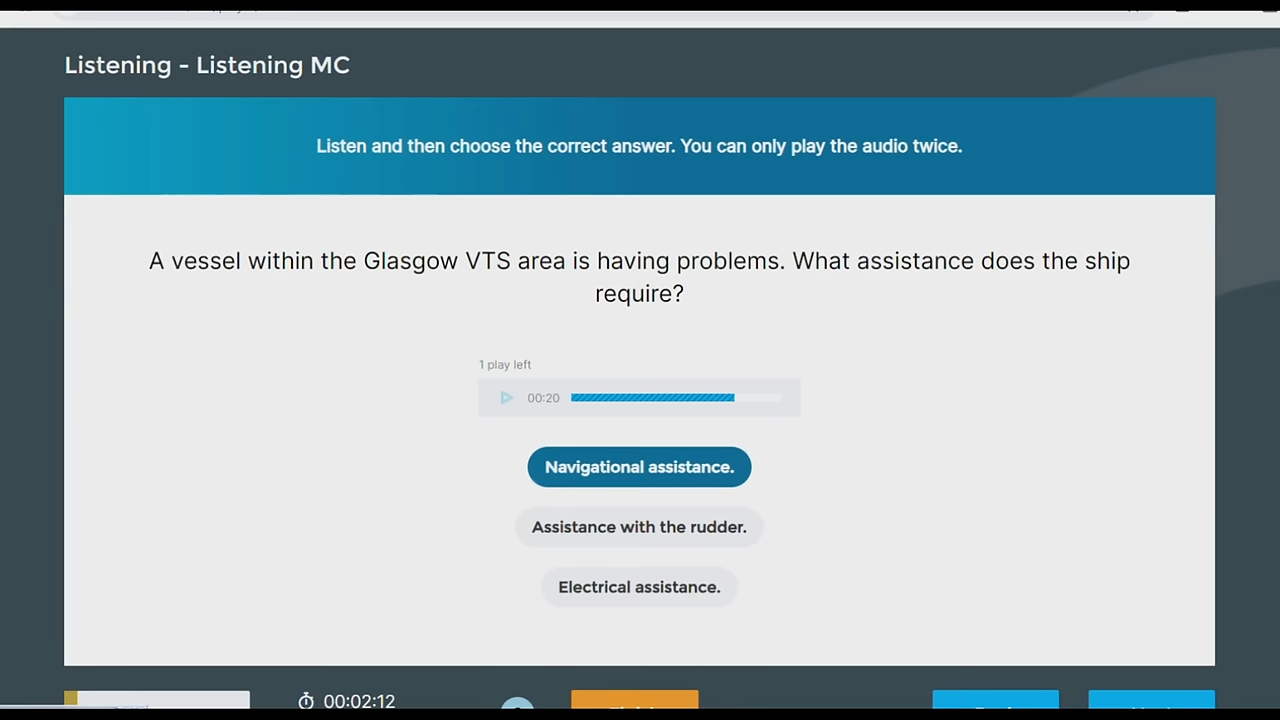 Listening - Listening MC
Listen and then choose the correct answer. You can only play the audio twice.
A vessel within the Glasgow VTS area is having problems. What assistance does the ship
require?
1 play left
00:20
Navigational assistance.
Assistance with the rudder.
Electrical assistance.
00:02:12